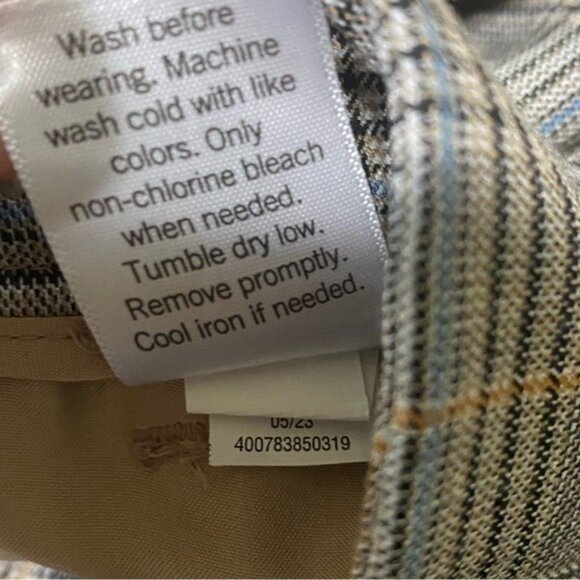 Wash before
wearing. Machine
wash cold with like
colors. Only
non-chlorine bleach
when needed.
Tumble dry low.
Remove promptly.
Cool iron if needed.
05/23
400783850319